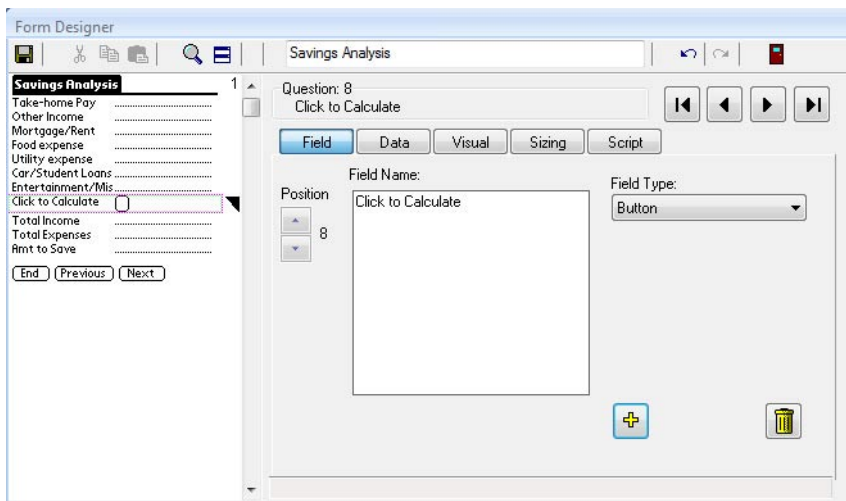 Form Designer
Savings Analysis
Savings Analysis 1
Take-home Pay
Other Income
Mortgage/Rent
Food expense
Utility expense
Car/Student Loans
Entertainment/Mis
Click to Calculate
Total Income
Total Expenses
Amt to Save
End Previous Next
Question: 8
Click to Calculate
Field Data Visual Sizing Script
Position
8
Field Name:
Click to Calculate
Field Type:
Button